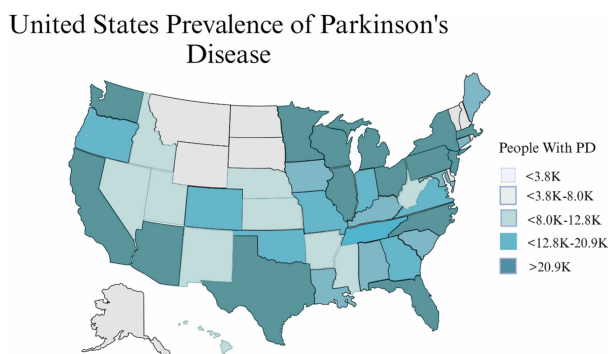 United States Prevalence of Parkinson's
Disease
People With PD
<3.8K
<3.8K-8.0K
<8.0K-12.8K
<12.8K-20.9K
>20.9K